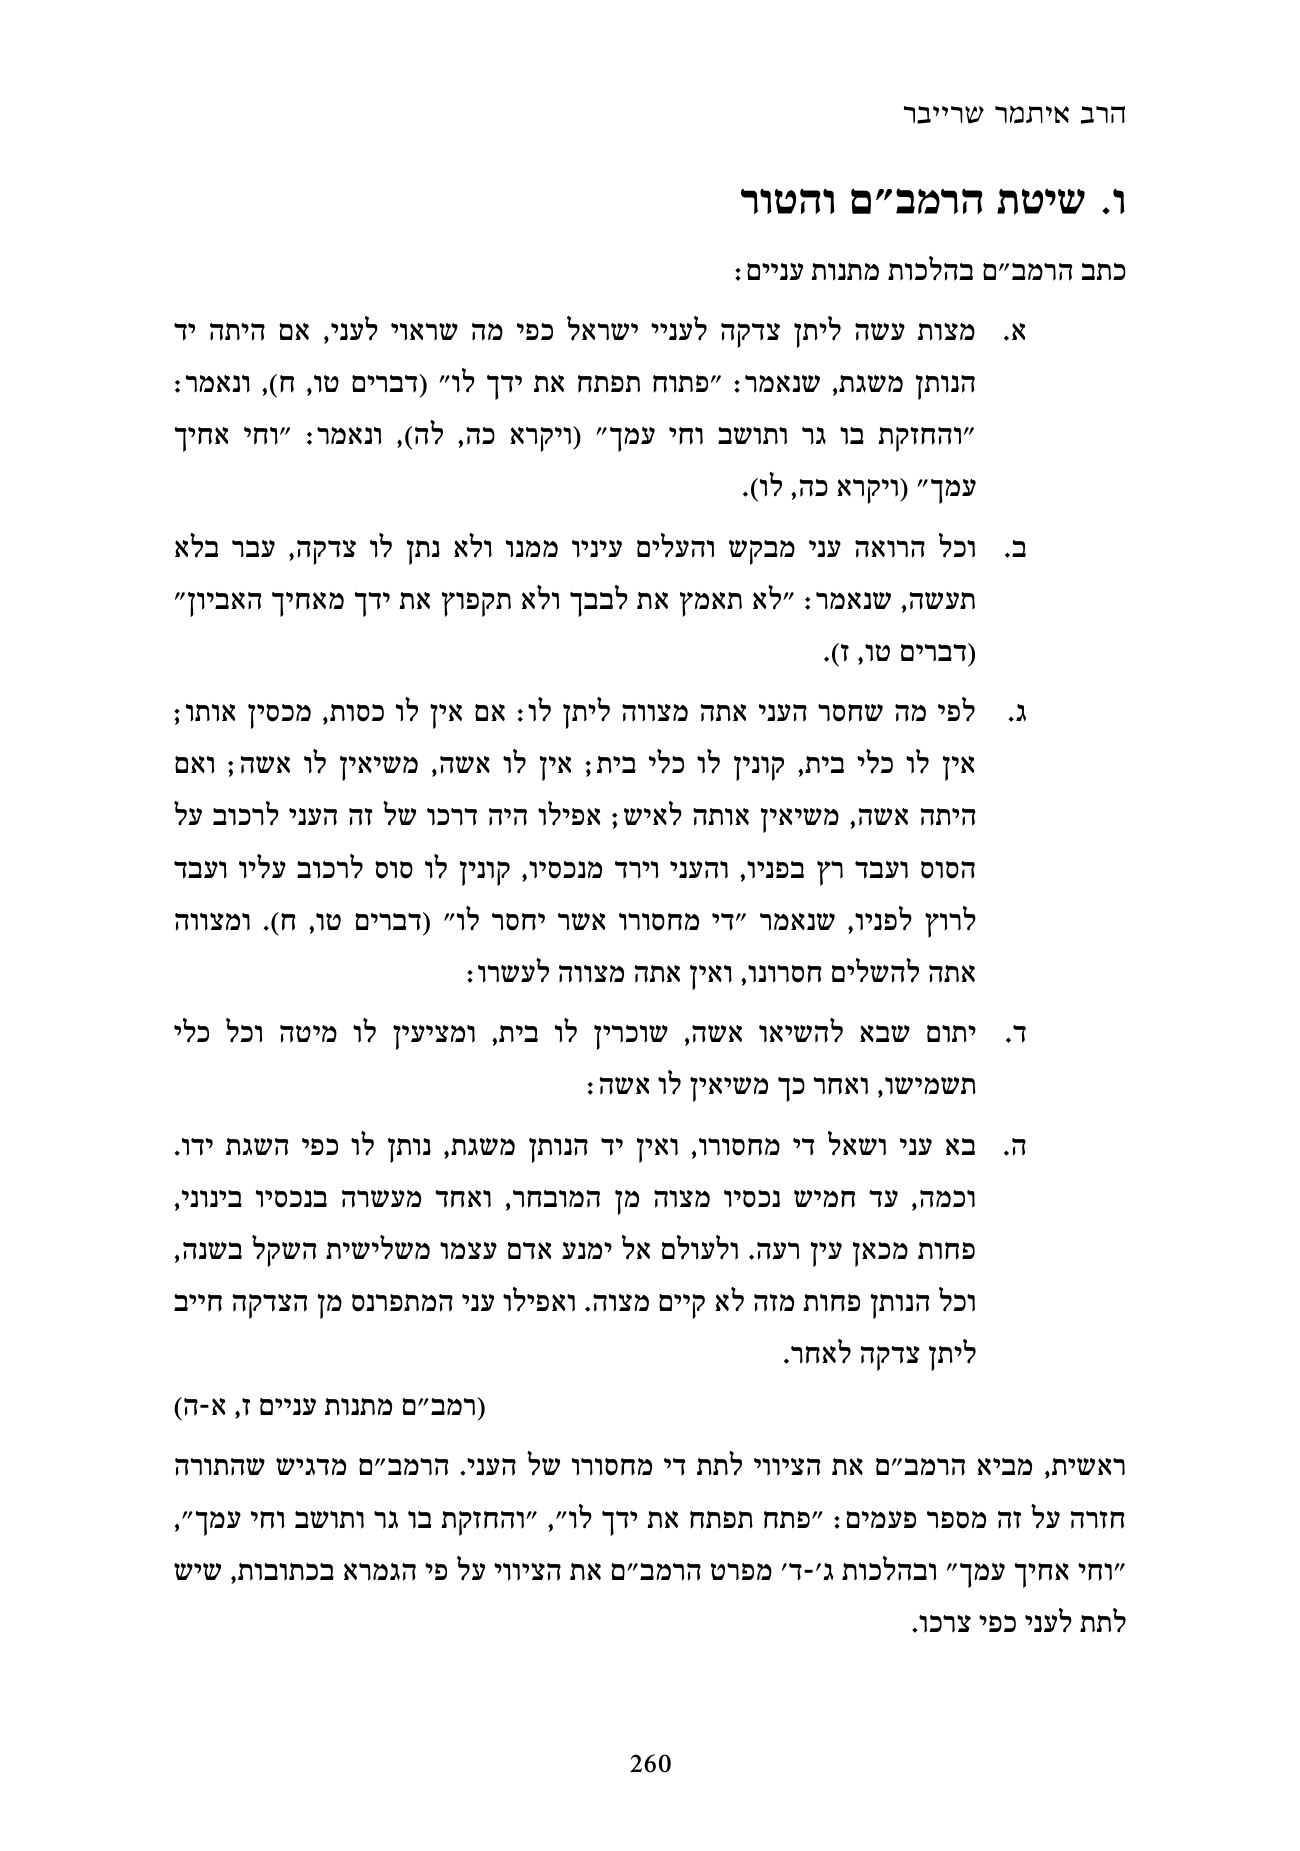 הרב איתמר שרייבר
ו. שיטת הרמב״ם והטור
כתב הרמב״ם בהלכות מתנות עניים:
א. מצות עשה ליתן צדקה לעניי ישראל כפי מה שראוי לעני, אם היתה יד
הנותן משגת, שנאמר: ״פתוח תפתח את ידך לו״ (דברים טו, ח), ונאמר:
״והחזקת בו גר ותושב וחי עמך״ (ויקרא כה, לה), ונאמר: ״וחי אחיך
עמך״ (ויקרא כה, לו).
ב. וכל הרואה עני מבקש והעלים עיניו ממנו ולא נתן לו צדקה, עבר בלא
תעשה, שנאמר: ״לא תאמץ את לבבך ולא תקפוץ את ידך מאחיך האביון״
(דברים טו, ז).
ג. לפי מה שחסר העני אתה מצווה ליתן לו: אם אין לו כסות, מכסין אותו;
אין לו כלי בית, קונין לו כלי בית; אין לו אשה, משיאין לו אשה; ואם
היתה אשה, משיאין אותה לאיש; אפילו היה דרכו של זה העני לרכוב על
הסוס ועבד רץ בפניו, והעני וירד מנכסיו, קונין לו סוס לרכוב עליו ועבד
לרוץ לפניו, שנאמר ״די מחסורו אשר יחסר לו״ (דברים טו, ח). ומצווה
אתה להשלים חסרונו, ואין אתה מצווה לעשרו:
ד. יתום שבא להשיאו אשה, שוכרין לו בית, ומציעין לו מיטה וכל כלי
תשמישו, ואחר כך משיאין לו אשה:
ה. בא עני ושאל די מחסורו, ואין יד הנותן משגת, נותן לו כפי השגת ידו.
וכמה, עד חמיש נכסיו מצוה מן המובחר, ואחד מעשרה בנכסיו בינוני,
פחות מכאן עין רעה. ולעולם אל ימנע אדם עצמו משלישית השקל בשנה,
וכל הנותן פחות מזה לא קיים מצוה. ואפילו עני המתפרנס מן הצדקה חייב
ליתן צדקה לאחר.
(רמב״ם מתנות עניים ז, א-ה)
ראשית, מביא הרמב״ם את הציווי לתת די מחסורו של העני. הרמב״ם מדגיש שהתורה
חזרה על זה מספר פעמים: ״פתח תפתח את ידך לו״, ״והחזקת בו גר ותושב וחי עמך״,
״וחי אחיך עמך״ ובהלכות ג׳-ד׳ מפרט הרמב״ם את הציווי על פי הגמרא בכתובות, שיש
לתת לעני כפי צרכו.
260